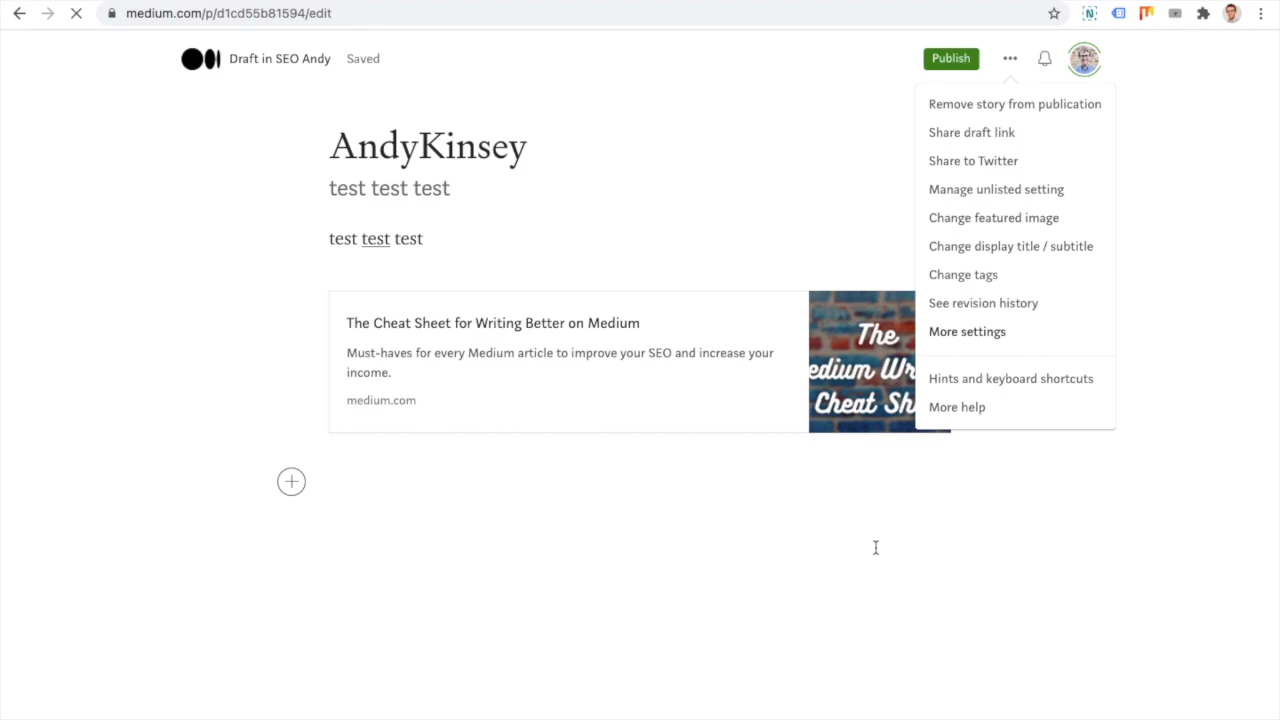 medium.com/p/d1cd55b81594/edit
Draft in SEO Andy Saved
Publish
Remove story from publication
Share draft link
Share to Twitter
Manage unlisted setting
Change featured image
Change display title / subtitle
Change tags
See revision history
More settings
Hints and keyboard shortcuts
More help
AndyKinsey
test test test
test test test
The Cheat Sheet for Writing Better on Medium
Must-haves for every Medium article to improve your SEO and increase your
income.
medium.com
The
edium Wr
Cheat Sh